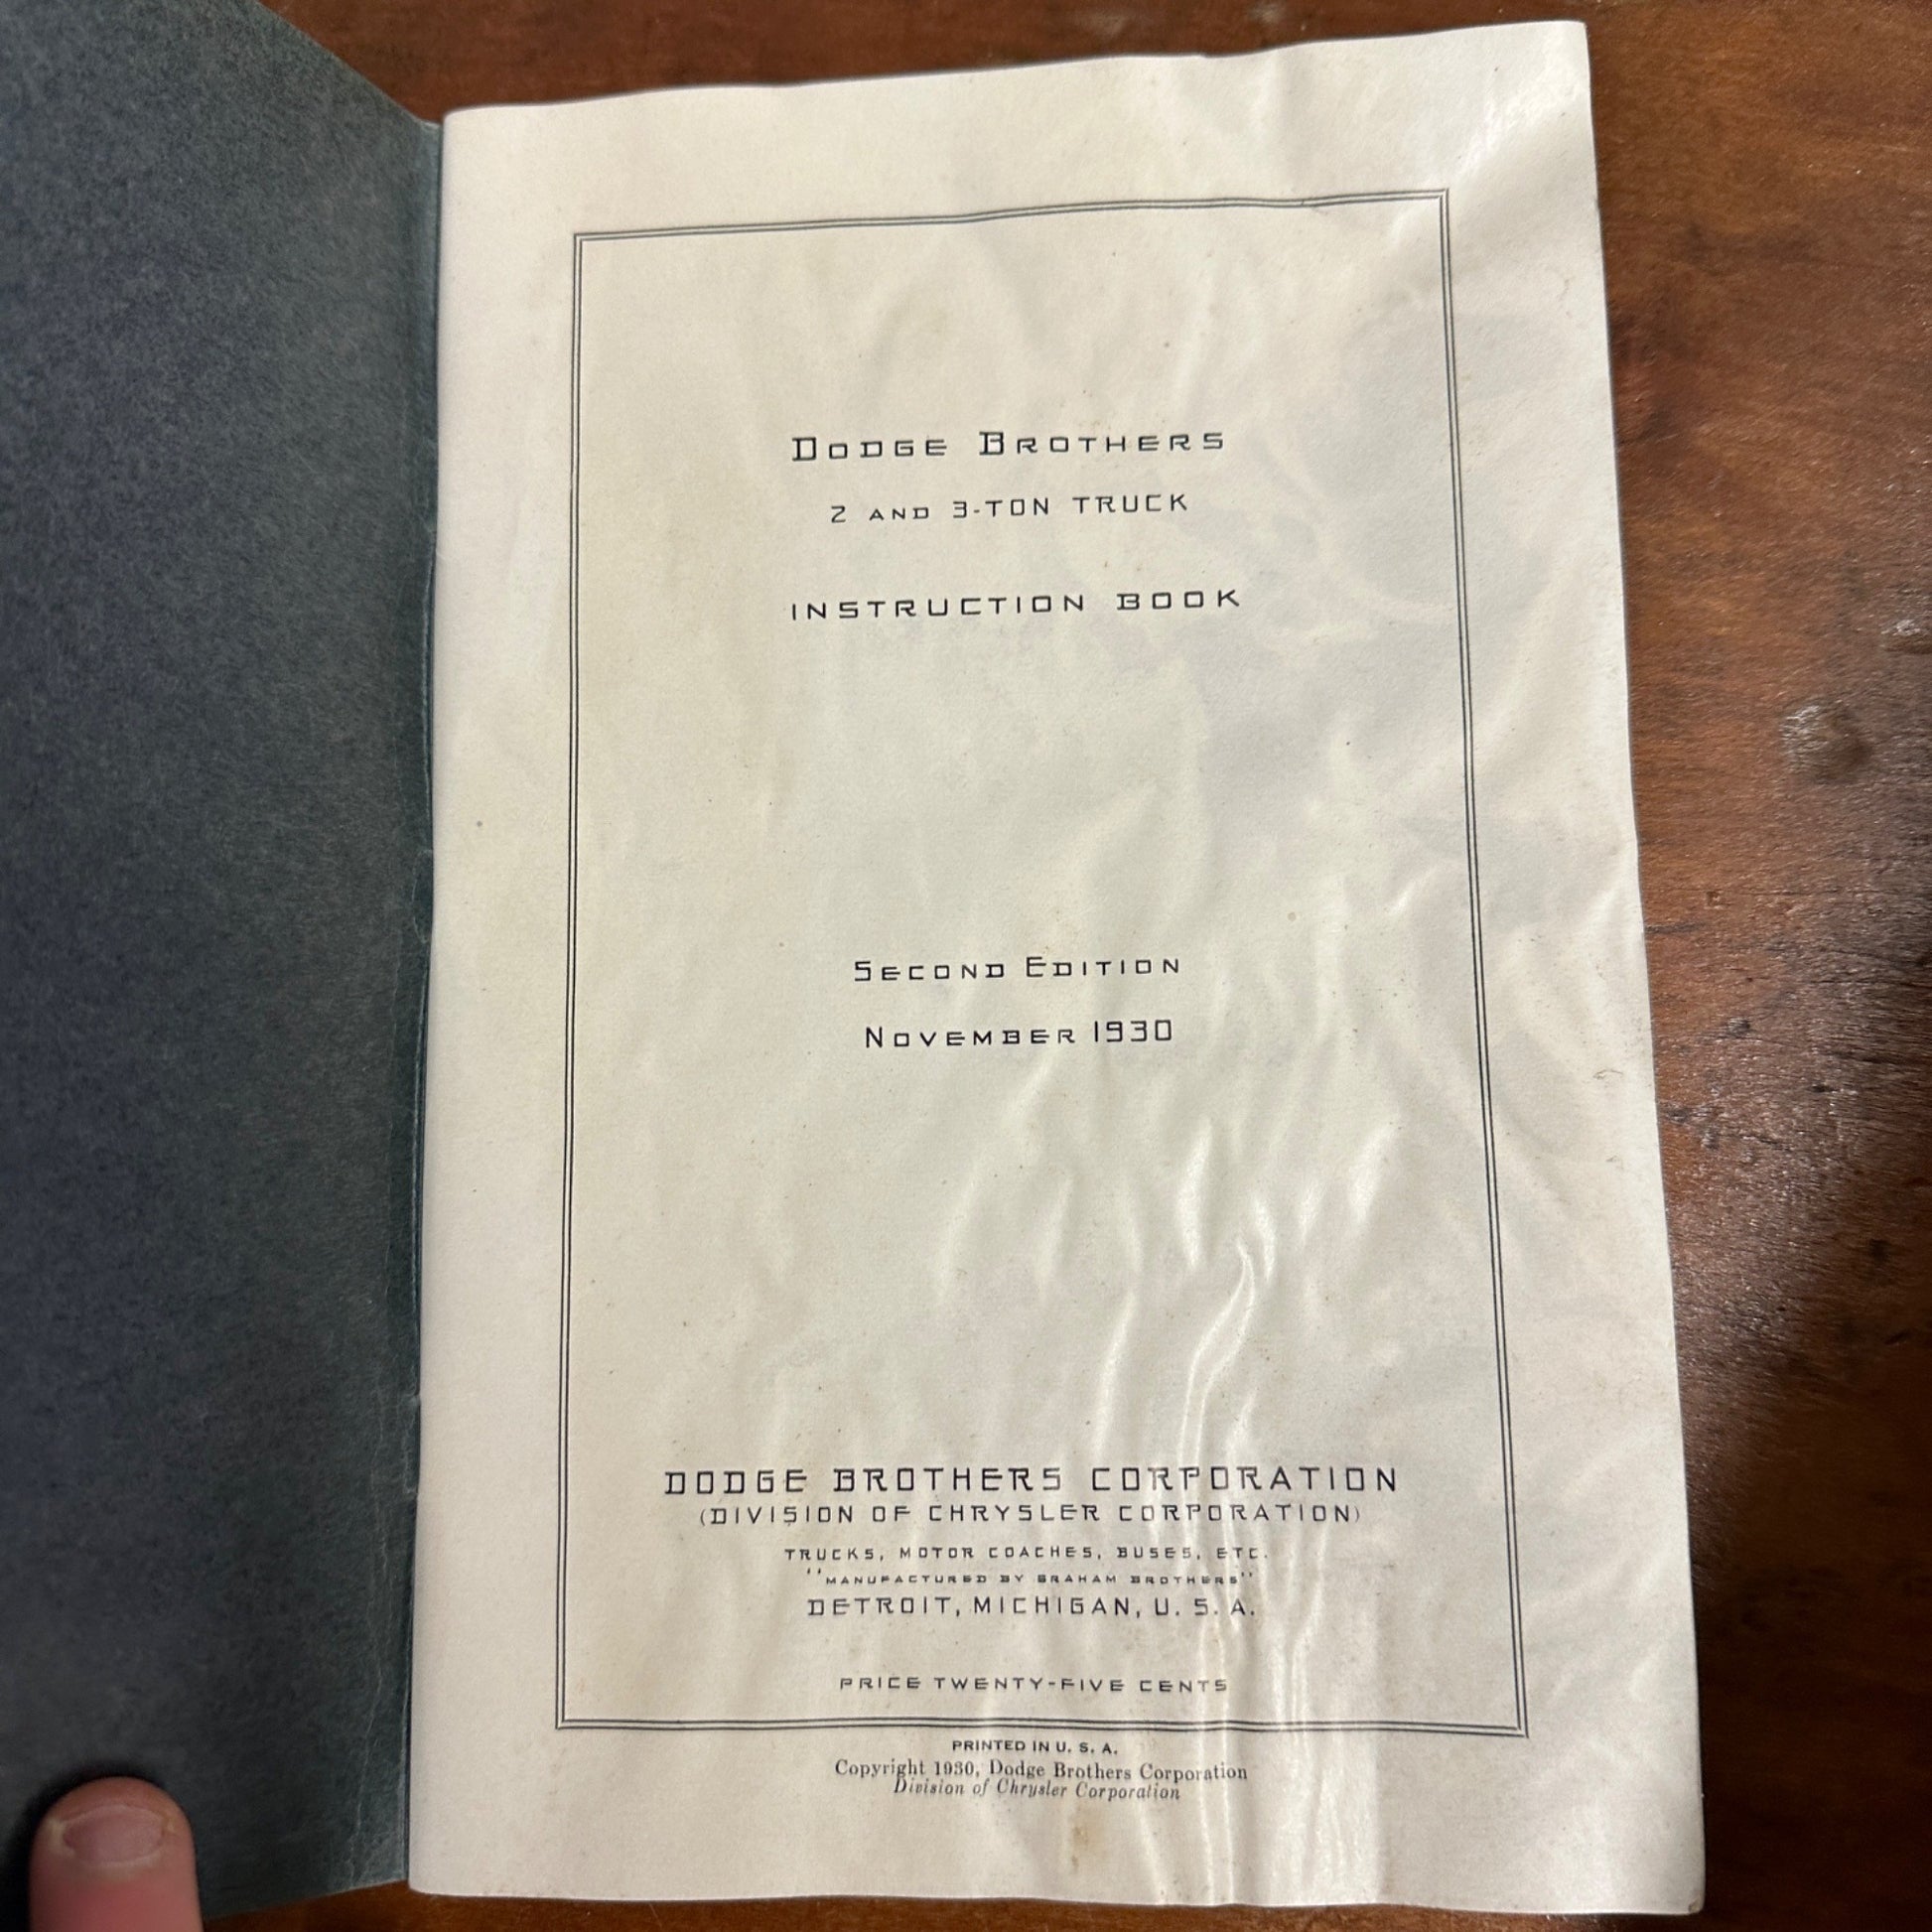 DODGE BROTHERS
2 AND 3-TON TRUCK
INSTRUCTION BOOK
SECOND EDITION
NOVEMBER 1930
DODGE BROTHERS CORPORATION
(DIVISION OF CHRYSLER CORPORATION)
TRUCKS, MOTOR COACHES, BUSES, ETC.
"MANUFACTURED BY GRAHAM BROTHERS"
DETROIT, MICHIGAN, U. S. A.
PRICE TWENTY-FIVE CENTS
PRINTED IN U. S. A.
Copyright 1930, Dodge Brothers Corporation
Division of Chrysler Corporation